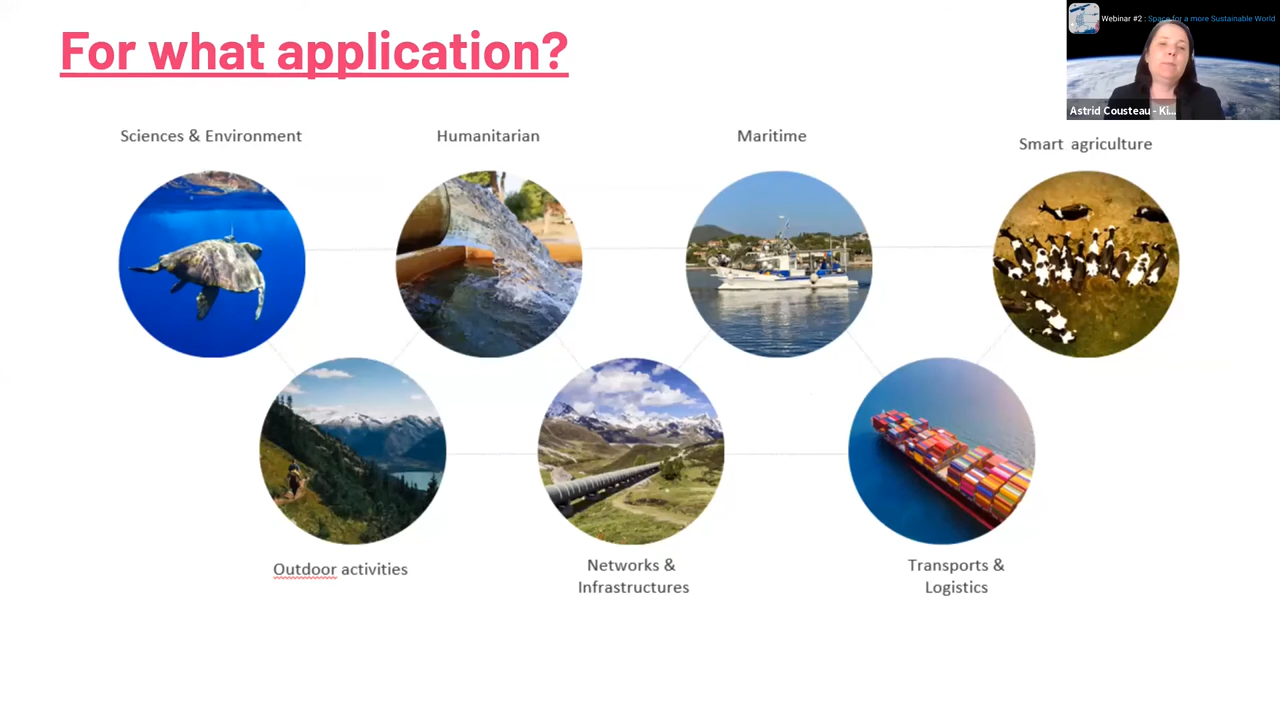 For what application?
Webinar #2 : Space for a more Sustainable World
Astrid Cousteau - Ki...
Sciences & Environment
Humanitarian
Maritime
Smart agriculture
Outdoor activities
Networks &
Infrastructures
Transports &
Logistics